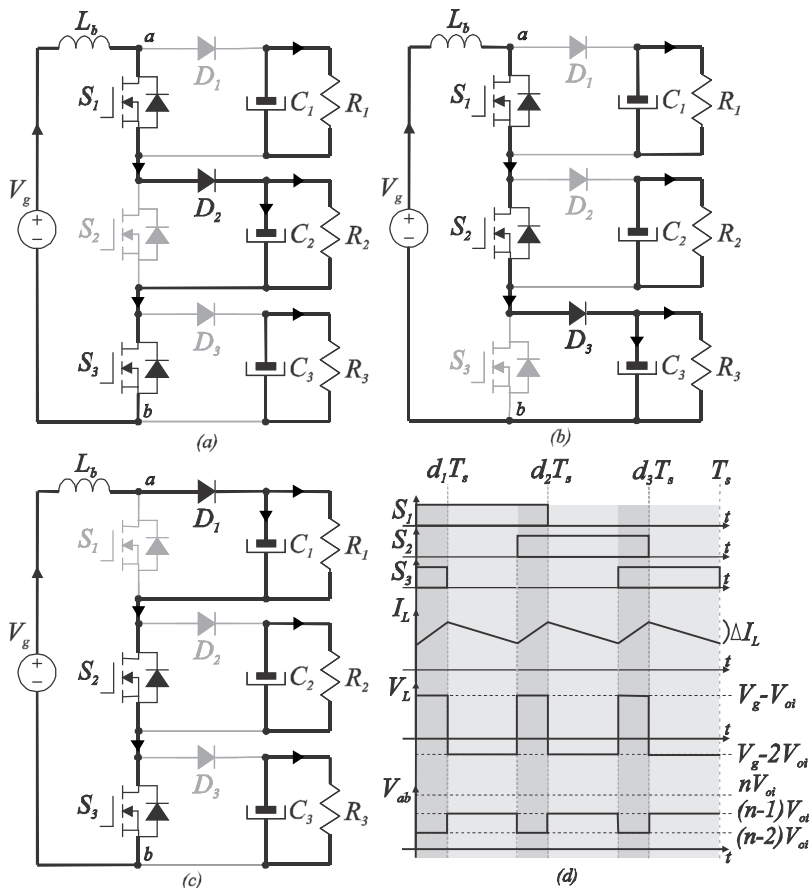 L_b
a
D_1
S_1
C_1
R_1
V_g
+
−
D_2
S_2
C_2
R_2
D_3
S_3
C_3
R_3
b
(a)
L_b
a
D_1
S_1
C_1
R_1
V_g
+
−
D_2
S_2
C_2
R_2
D_3
S_3
C_3
R_3
b
(b)
L_b
a
D_1
S_1
C_1
R_1
V_g
+
−
D_2
S_2
C_2
R_2
D_3
S_3
C_3
R_3
b
(c)
d_1T_s d_2T_s d_3T_s T_s
S_1 t
S_2 t
S_3 t
I_L )ΔI_L
t
V_L V_g-V_oi
t
V_g-2V_oi
V_ab nV_oi
(n-1)V_oi
(n-2)V_oi
t
(d)